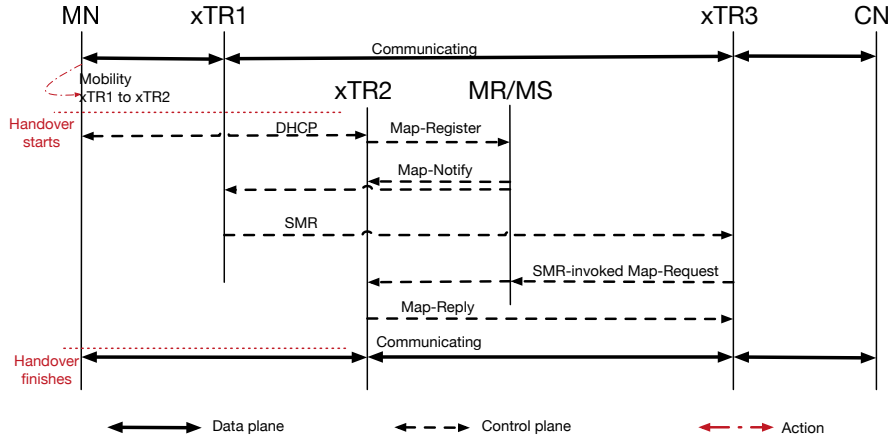 MN xTR1 xTR3 CN
Communicating
Mobility
xTR1 to xTR2
xTR2 MR/MS
Handover
starts
DHCP Map-Register
Map-Notify
SMR
SMR-invoked Map-Request
Map-Reply
Communicating
Handover
finishes
Data plane Control plane Action